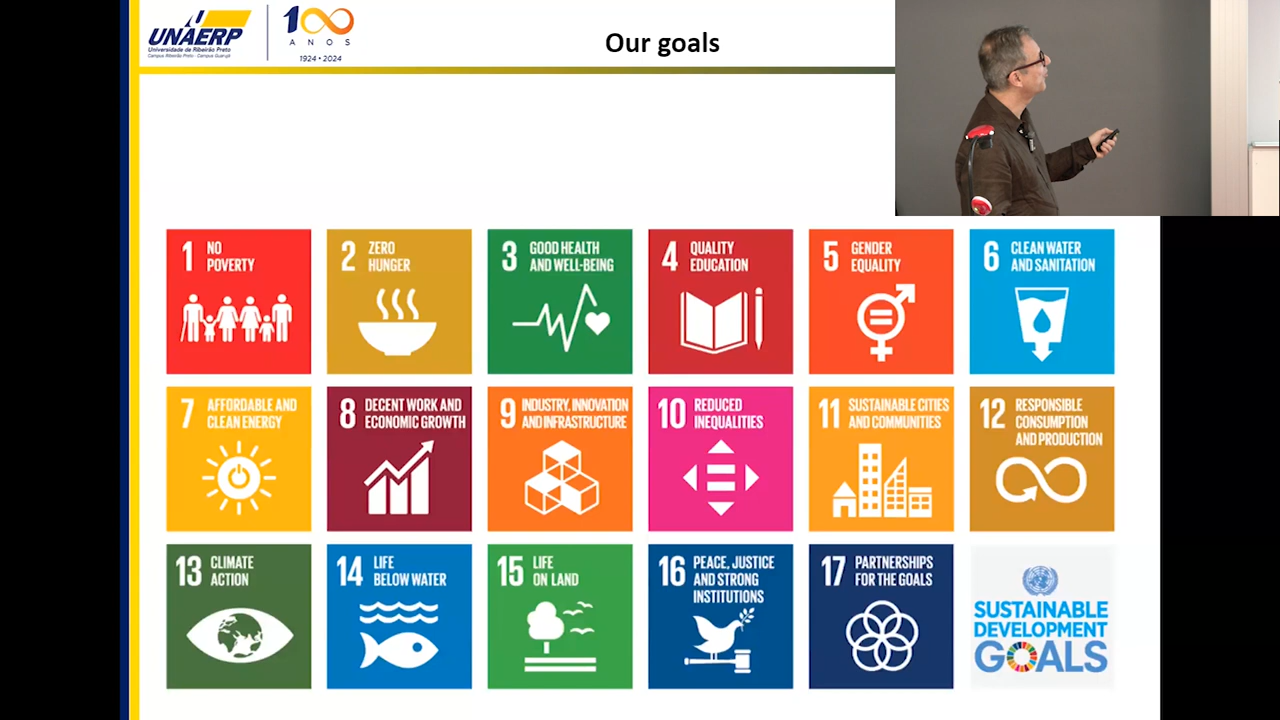 UNAERP
Universidade de Ribeirão Preto
Campus Ribeirão Preto - Campus Guarujá
100
ANOS
1924 • 2024
Our goals
1 NO
POVERTY
2 ZERO
HUNGER
3 GOOD HEALTH
AND WELL-BEING
4 QUALITY
EDUCATION
5 GENDER
EQUALITY
6 CLEAN WATER
AND SANITATION
7 AFFORDABLE AND
CLEAN ENERGY
8 DECENT WORK AND
ECONOMIC GROWTH
9 INDUSTRY, INNOVATION
AND INFRASTRUCTURE
10 REDUCED
INEQUALITIES
11 SUSTAINABLE CITIES
AND COMMUNITIES
12 RESPONSIBLE
CONSUMPTION
AND PRODUCTION
13 CLIMATE
ACTION
14 LIFE
BELOW WATER
15 LIFE
ON LAND
16 PEACE, JUSTICE
AND STRONG
INSTITUTIONS
17 PARTNERSHIPS
FOR THE GOALS
SUSTAINABLE
DEVELOPMENT
GOALS